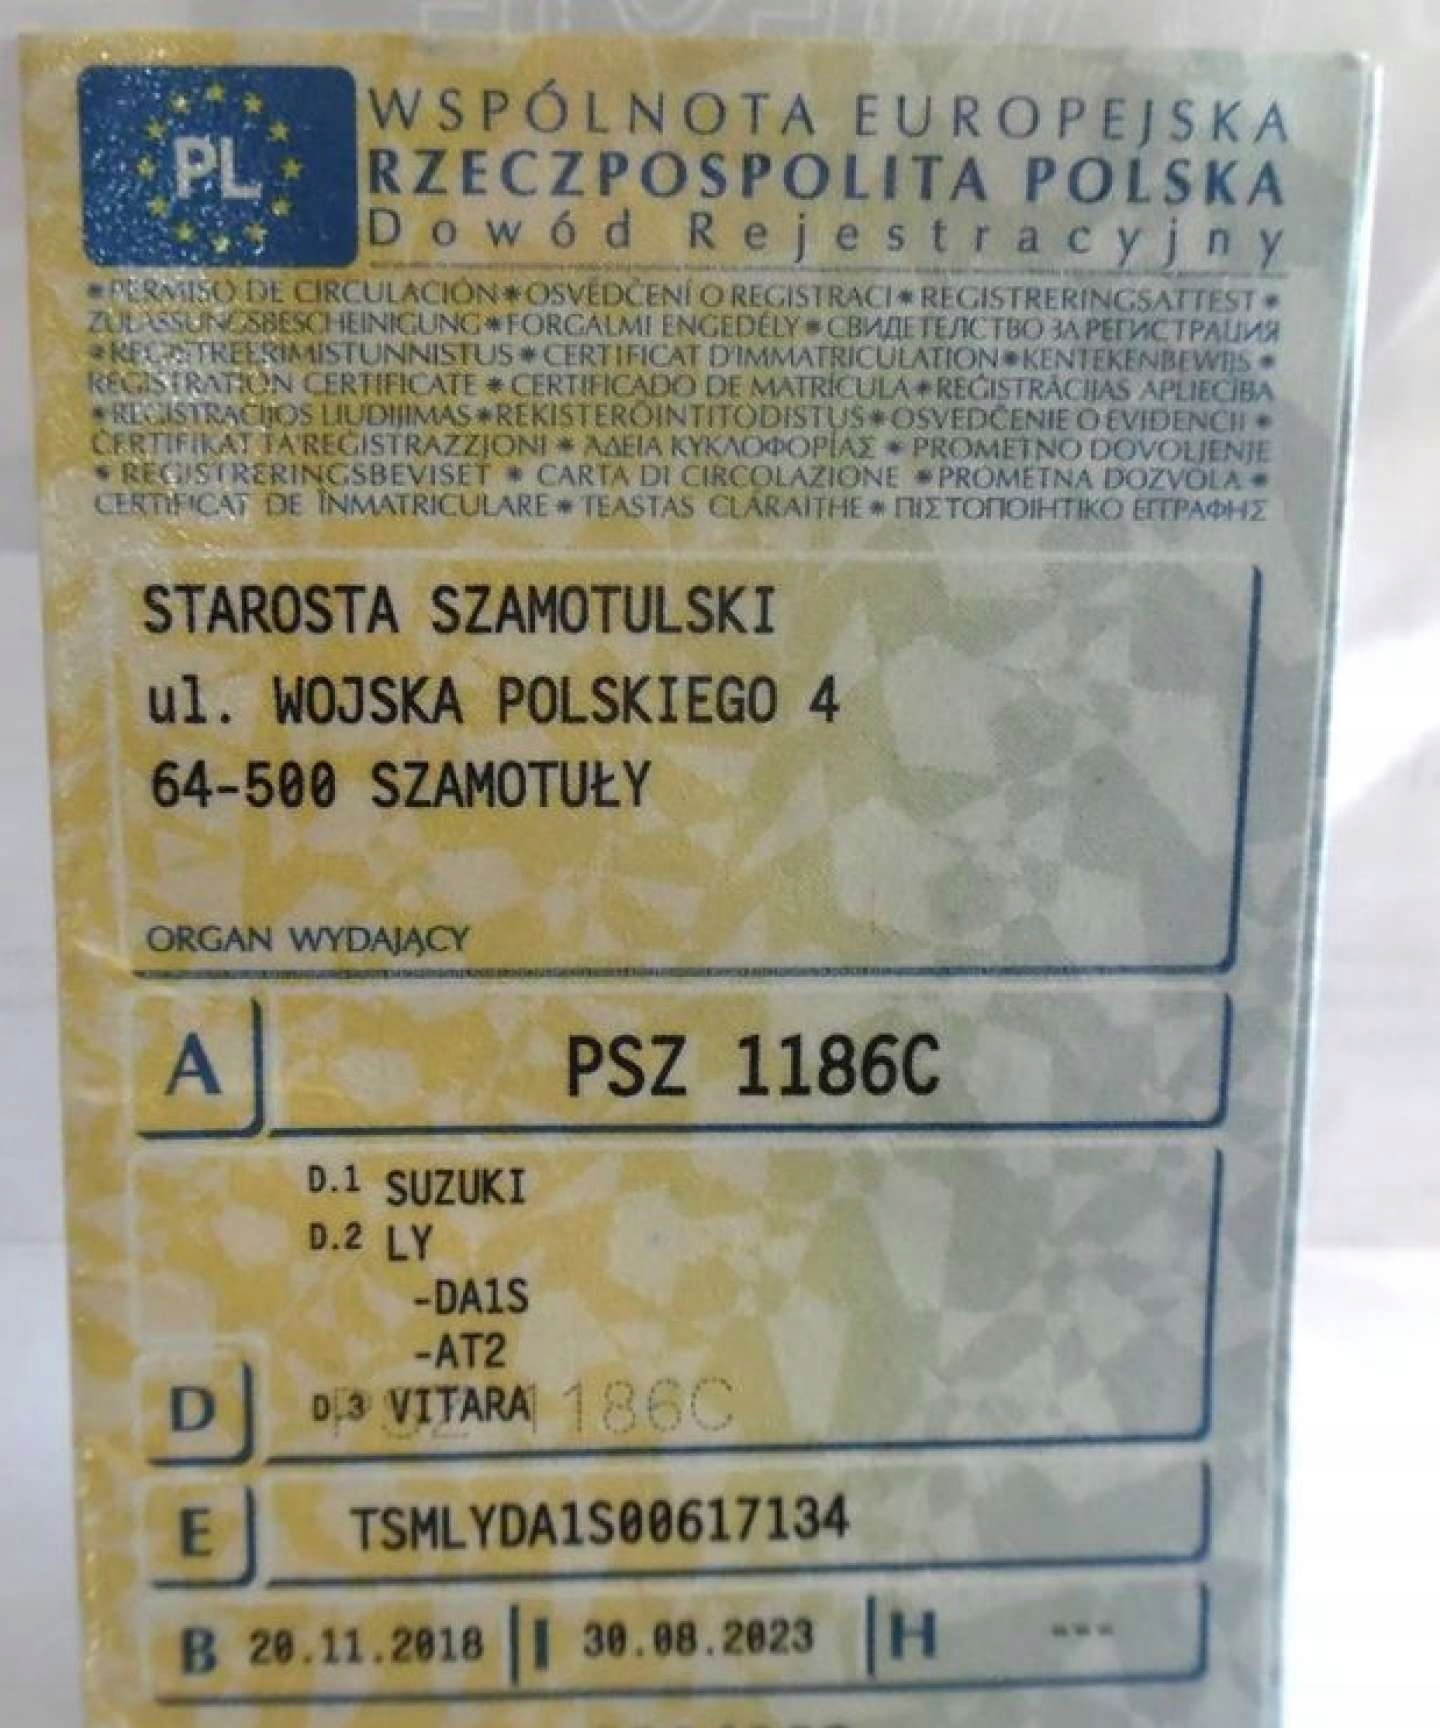 PL
WSPÓLNOTA EUROPEJSKA
RZECZPOSPOLITA POLSKA
Dowód Rejestracyjny
*PERMISO DE CIRCULACIÓN*OSVĚDČENÍ O REGISTRACI*REGISTRERINGSATTEST*
ZULASSUNGSBESCHEINIGUNG*FORGALMI ENGEDÉLY*СВИДЕТЕЛСТВО ЗА РЕГИСТРАЦИЯ
*REGISTREERIMISTUNNISTUS*CERTIFICAT D'IMMATRICULATION*KENTEKENBEWIJS*
REGISTRATION CERTIFICATE*CERTIFICADO DE MATRÍCULA*REĢISTRĀCIJAS APLIECĪBA
*REGISTRACIJOS LIUDIJIMAS*REKISTERÖINTITODISTUS*OSVEDČENIE O EVIDENCII*
ĊERTIFIKAT TA'REĠISTRAZZJONI*ΆΔΕΙΑ ΚΥΚΛΟΦΟΡΊΑΣ*PROMETNO DOVOLJENJE
*REGISTRERINGSBEVISET*CARTA DI CIRCOLAZIONE*PROMETNA DOZVOLA*
CERTIFICAT DE ÎNMATRICULARE*TEASTAS CLÁRAITHE*ΠΙΣΤΟΠΟΙΗΤΙΚΟ ΕΓΓΡΑΦΗΣ
STAROSTA SZAMOTULSKI
ul. WOJSKA POLSKIEGO 4
64-500 SZAMOTUŁY
ORGAN WYDAJĄCY
A PSZ 1186C
D.1 SUZUKI
D.2 LY
-DA1S
-AT2
D D.3 VITARA
PSZ 1186C
E TSMLYDA1S00617134
B 20.11.2018 I 30.08.2023 H ---